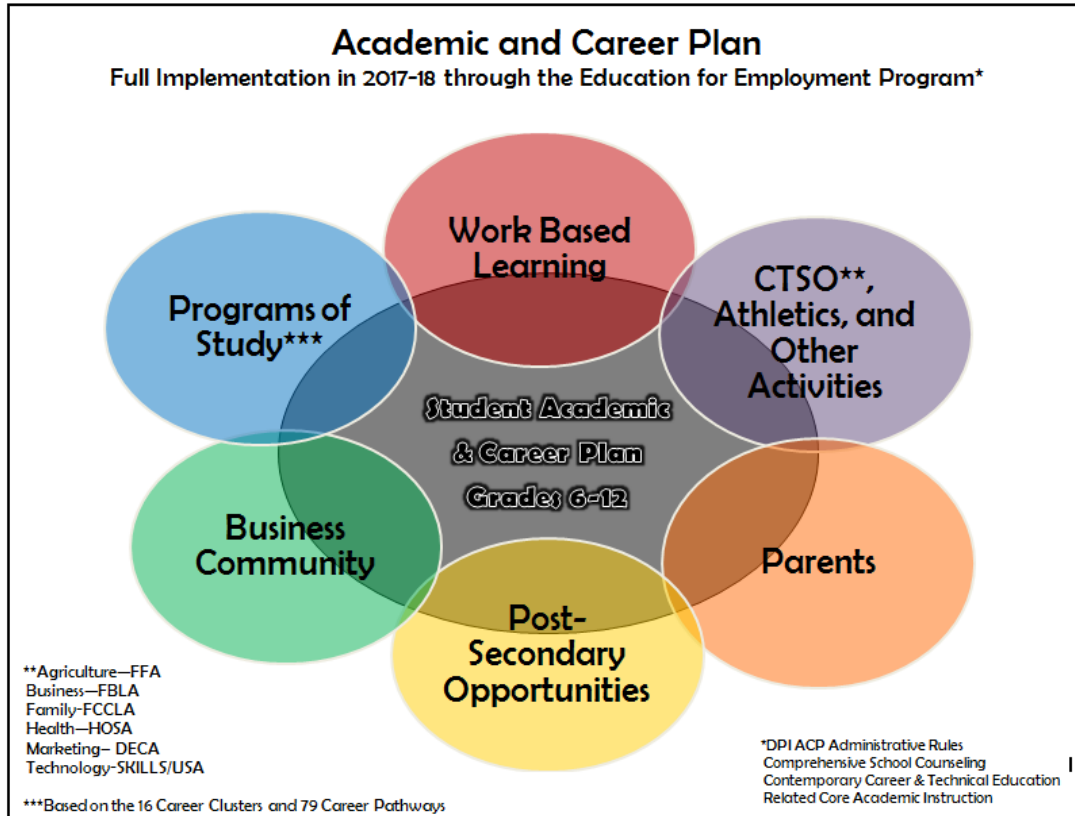 Academic and Career Plan
Full Implementation in 2017-18 through the Education for Employment Program*
Work Based
Learning
CTSO**,
Athletics, and
Other
Activities
Programs of
Study***
Student Academic
& Career Plan
Grades 6-12
Business
Community
Parents
Post-
Secondary
Opportunities
**Agriculture—FFA
Business—FBLA
Family-FCCLA
Health—HOSA
Marketing— DECA
Technology-SKILLS/USA
***Based on the 16 Career Clusters and 79 Career Pathways
*DPI ACP Administrative Rules
Comprehensive School Counseling
Contemporary Career & Technical Education
Related Core Academic Instruction